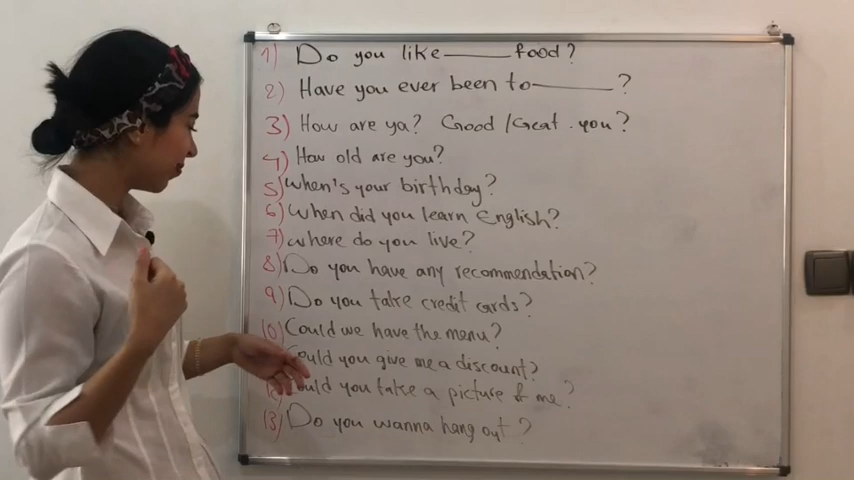 1) Do you like ______ food?
2) Have you ever been to ______ ?
3) How are ya? Good / Great . you?
4) How old are you?
5) When's your birthday?
6) When did you learn English?
7) where do you live?
8) Do you have any recommendation?
9) Do you take credit cards?
10) Could we have the menu?
Could you give me a discount?
12) Could you take a picture of me?
13) Do you wanna hang out ?